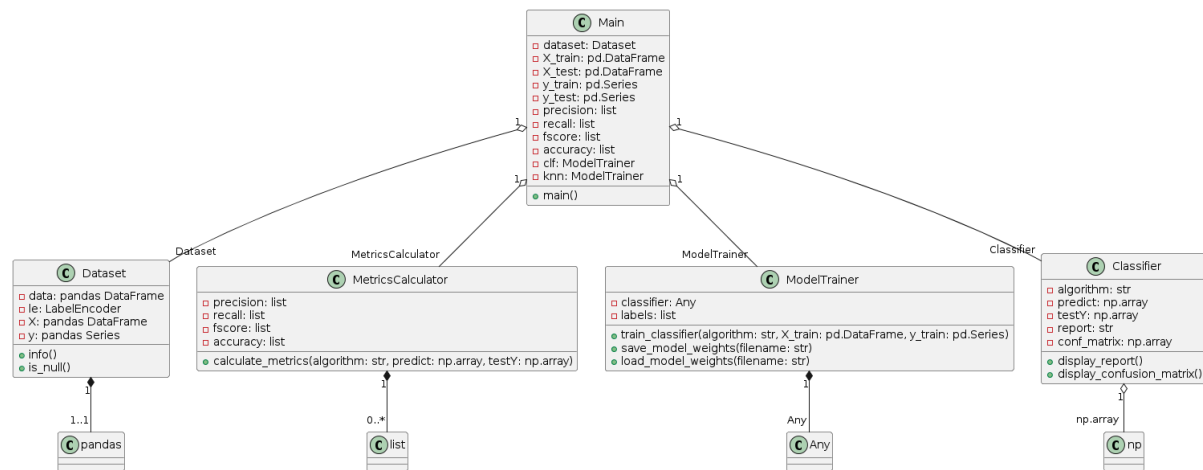 C Main
dataset: Dataset
X_train: pd.DataFrame
X_test: pd.DataFrame
y_train: pd.Series
y_test: pd.Series
precision: list
recall: list
fscore: list
accuracy: list
clf: ModelTrainer
knn: ModelTrainer
main()
1
1
1
1
Dataset
MetricsCalculator
ModelTrainer
Classifier
C Dataset
data: pandas DataFrame
le: LabelEncoder
X: pandas DataFrame
y: pandas Series
info()
is_null()
C MetricsCalculator
precision: list
recall: list
fscore: list
accuracy: list
calculate_metrics(algorithm: str, predict: np.array, testY: np.array)
C ModelTrainer
classifier: Any
labels: list
train_classifier(algorithm: str, X_train: pd.DataFrame, y_train: pd.Series)
save_model_weights(filename: str)
load_model_weights(filename: str)
C Classifier
algorithm: str
predict: np.array
testY: np.array
report: str
conf_matrix: np.array
display_report()
display_confusion_matrix()
1
1
1
1
1..1
0..*
Any
np.array
C pandas
C list
C Any
C np